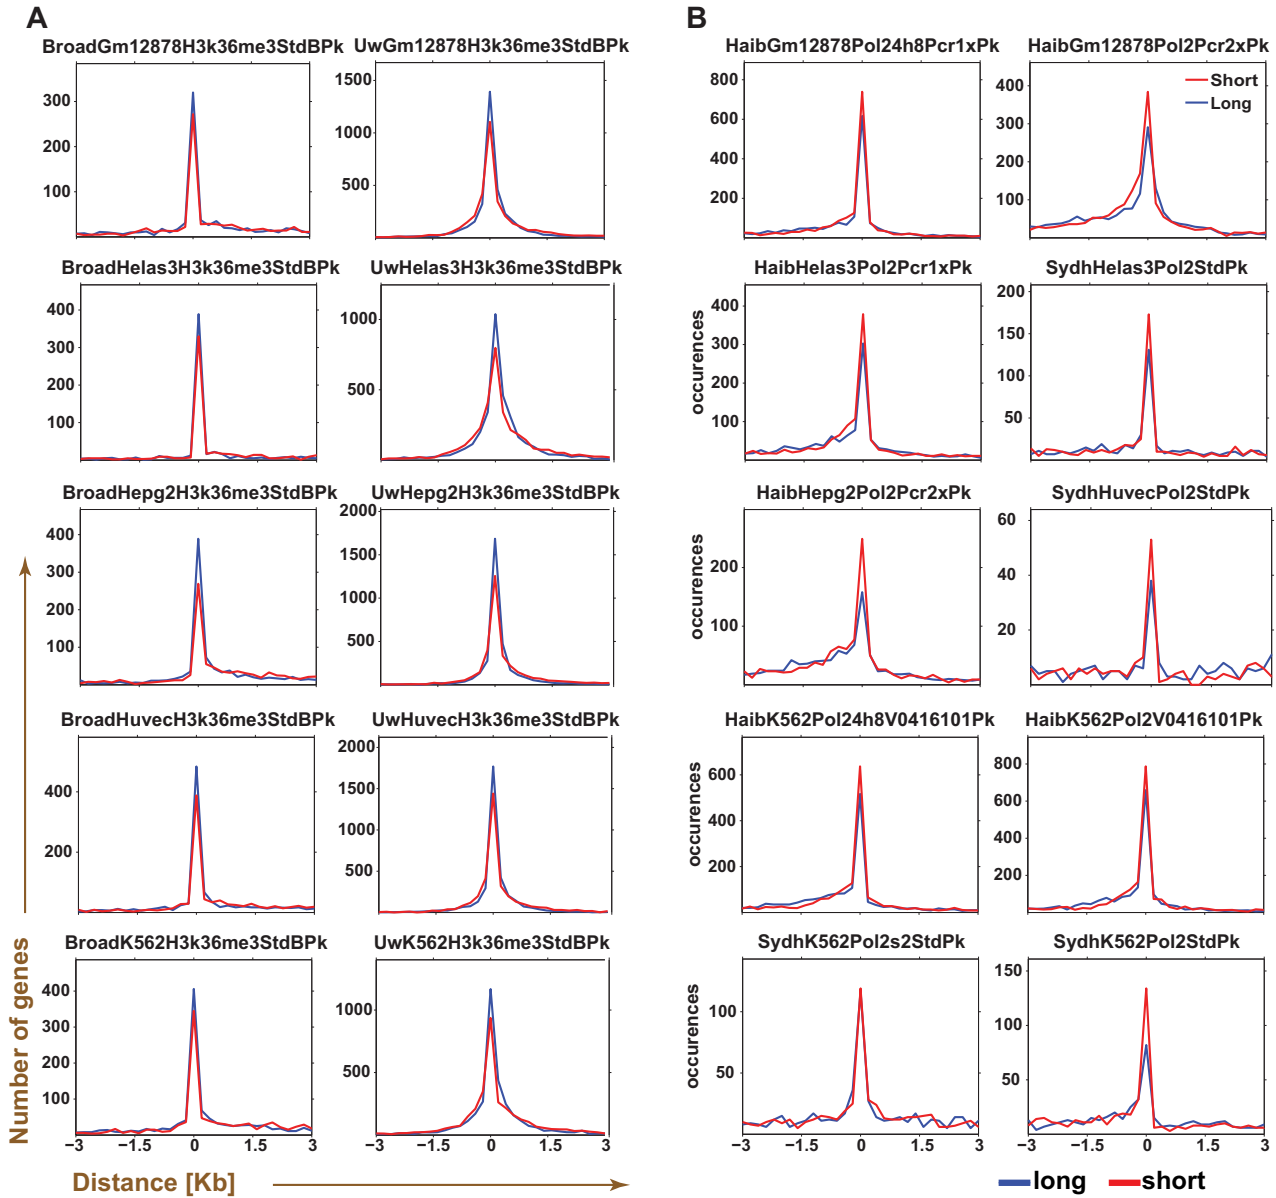 A
B
BroadGm12878H3k36me3StdBPk
UwGm12878H3k36me3StdBPk
HaibGm12878Pol24h8Pcr1xPk
HaibGm12878Pol2Pcr2xPk
300
200
100
1500
1000
500
800
600
400
200
400
300
200
100
Short
Long
BroadHelas3H3k36me3StdBPk
UwHelas3H3k36me3StdBPk
HaibHelas3Pol2Pcr1xPk
SydhHelas3Pol2StdPk
400
300
200
100
1000
500
occurences
400
300
200
100
200
150
100
50
BroadHepg2H3k36me3StdBPk
UwHepg2H3k36me3StdBPk
HaibHepg2Pol2Pcr2xPk
SydhHuvecPol2StdPk
400
300
200
100
2000
1500
1000
500
occurences
200
100
60
40
20
BroadHuvecH3k36me3StdBPk
UwHuvecH3k36me3StdBPk
HaibK562Pol24h8V0416101Pk
HaibK562Pol2V0416101Pk
400
200
2000
1500
1000
500
occurences
600
400
200
800
600
400
200
BroadK562H3k36me3StdBPk
UwK562H3k36me3StdBPk
SydhK562Pol2s2StdPk
SydhK562Pol2StdPk
400
300
200
100
1000
500
occurences
100
50
150
100
50
−3 −1.5 0 1.5 3
−3 −1.5 0 1.5 3
−3 −1.5 0 1.5 3
−3 −1.5 0 1.5 3
Number of genes
Distance [Kb]
long short